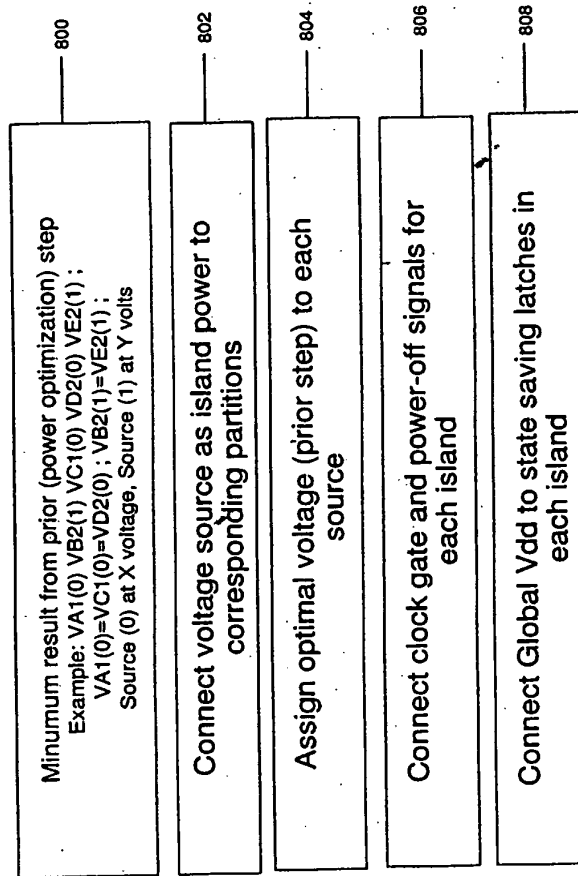 Minumum result from prior (power optimization) step
Example: VA1(0) VB2(1) VC1(0) VD2(0) VE2(1) ;
VA1(0)=VC1(0)=VD2(0) ; VB2(1)=VE2(1) ;
Source (0) at X voltage, Source (1) at Y volts
800
Connect voltage source as island power to
corresponding partitions
802
Assign optimal voltage (prior step) to each
source
804
Connect clock gate and power-off signals for
each island
806
Connect Global Vdd to state saving latches in
each island
808